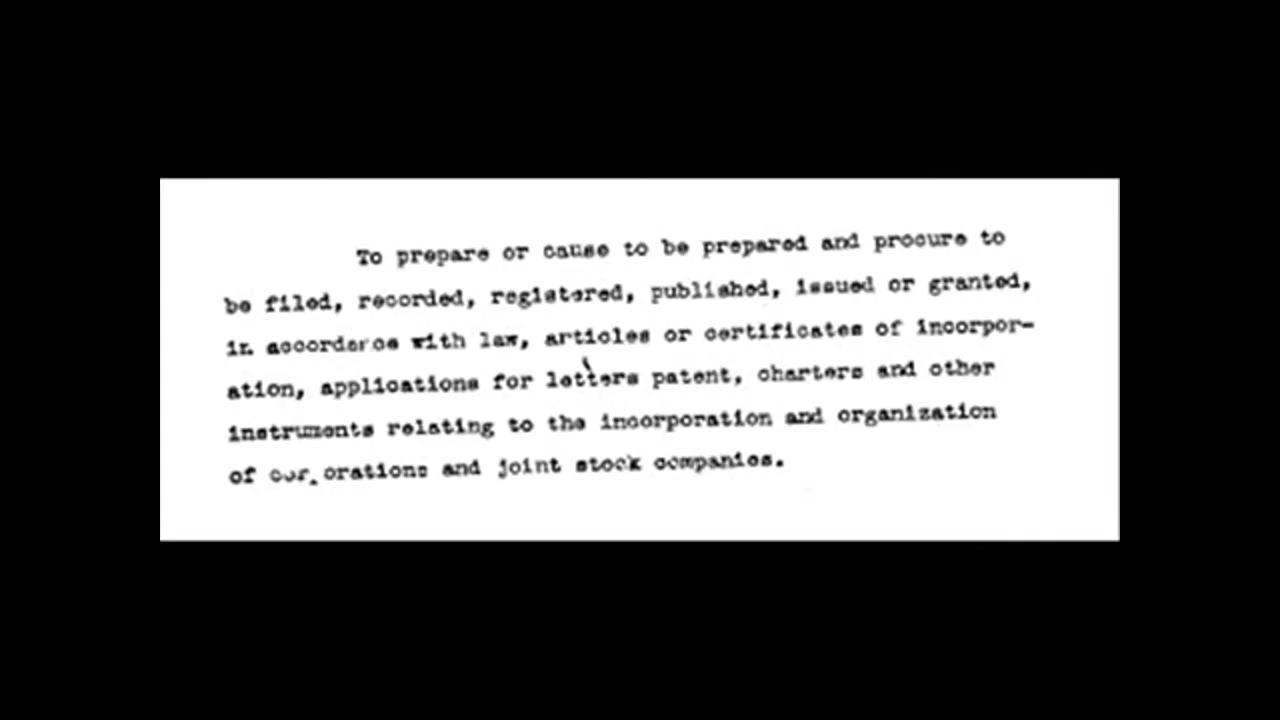 To prepare or cause to be prepared and procure to
be filed, recorded, registered, published, issued or granted,
in accordance with law, articles or certificates of incorpor-
ation, applications for letters patent, charters and other
instruments relating to the incorporation and organization
of corporations and joint stock companies.